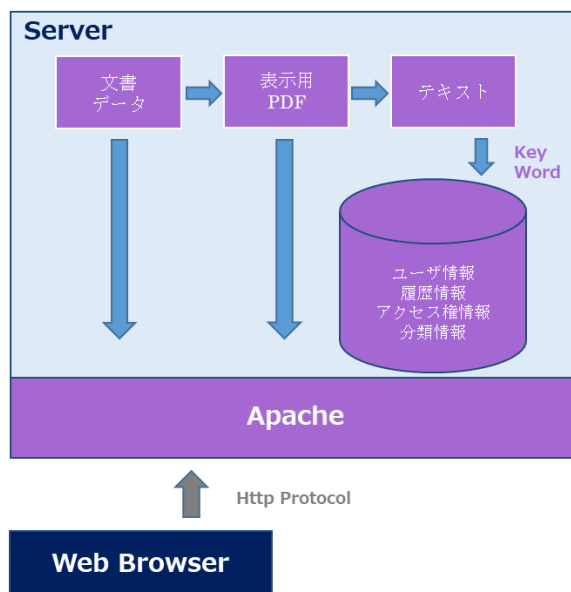 Server
文書
データ
表示用
PDF
テキスト
Key
Word
ユーザ情報
履歴情報
アクセス権情報
分類情報
Apache
Http Protocol
Web Browser